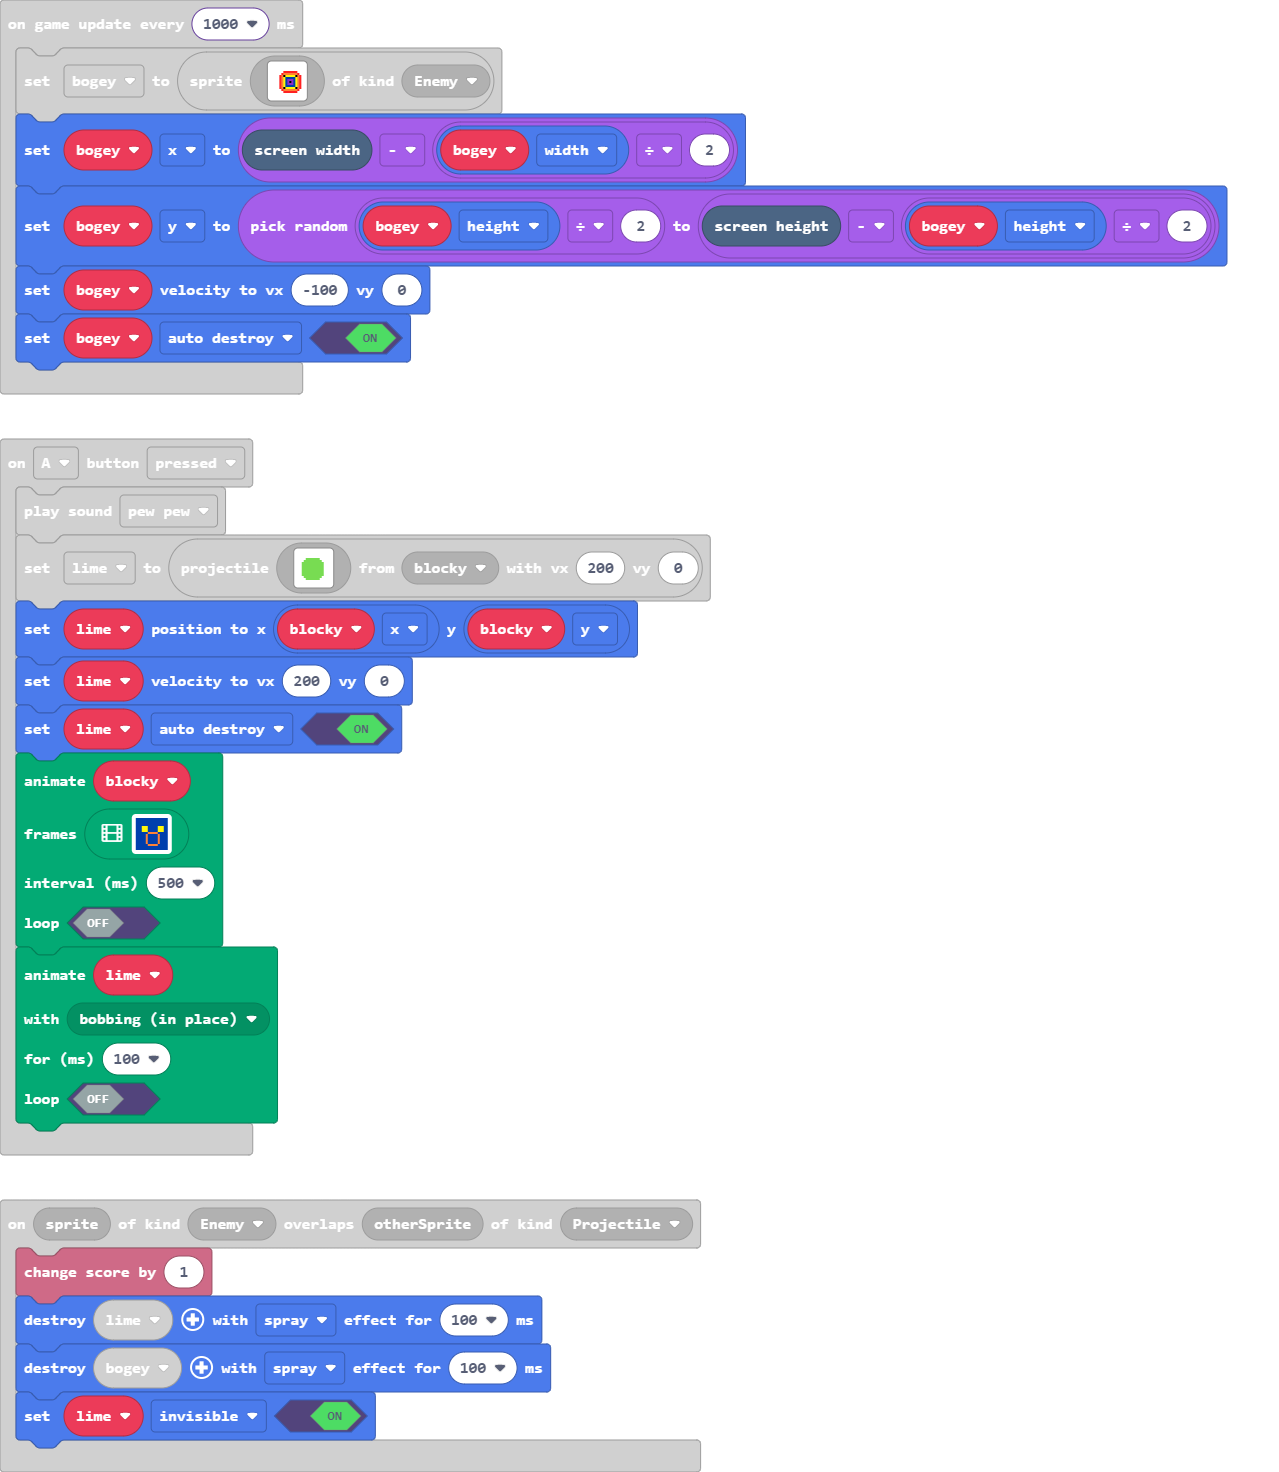 on game update every 1000 ms
set bogey to sprite of kind Enemy
set bogey x to screen width - bogey width ÷ 2
set bogey y to pick random bogey height ÷ 2 to screen height - bogey height ÷ 2
set bogey velocity to vx -100 vy 0
set bogey auto destroy ON
on A button pressed
play sound pew pew
set lime to projectile from blocky with vx 200 vy 0
set lime position to x blocky x y blocky y
set lime velocity to vx 200 vy 0
set lime auto destroy ON
animate blocky
frames
interval (ms) 500
loop OFF
animate lime
with bobbing (in place)
for (ms) 100
loop OFF
on sprite of kind Enemy overlaps otherSprite of kind Projectile
change score by 1
destroy lime with spray effect for 100 ms
destroy bogey with spray effect for 100 ms
set lime invisible ON